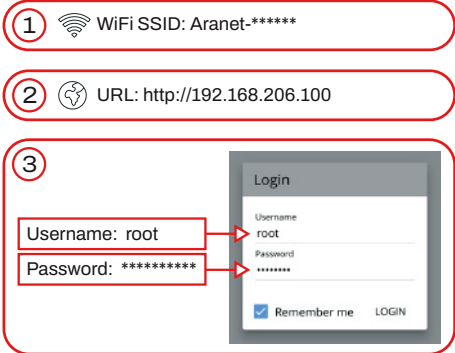 1 WiFi SSID: Aranet-******
2 URL: http://192.168.206.100
3
Login
Username
Username: root
root
Password
Password: **********
••••••••
Remember me LOGIN